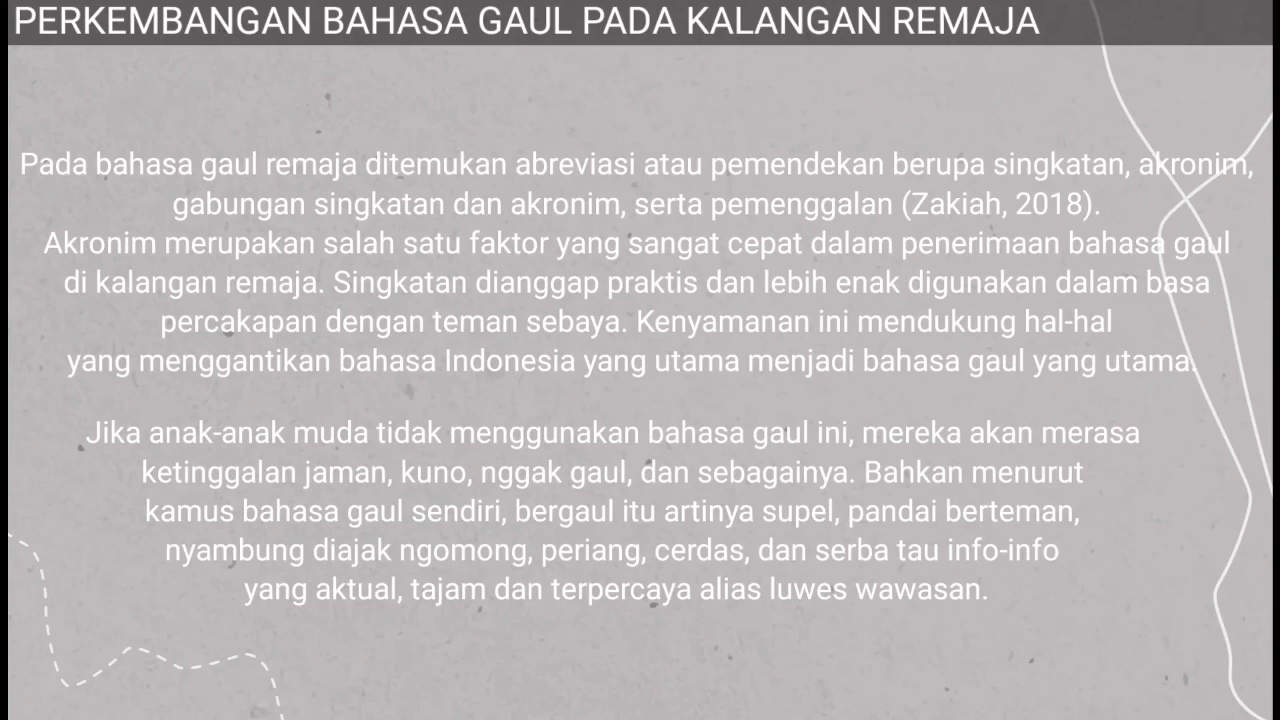 PERKEMBANGAN BAHASA GAUL PADA KALANGAN REMAJA
Pada bahasa gaul remaja ditemukan abreviasi atau pemendekan berupa singkatan, akronim,
gabungan singkatan dan akronim, serta pemenggalan (Zakiah, 2018).
Akronim merupakan salah satu faktor yang sangat cepat dalam penerimaan bahasa gaul
di kalangan remaja. Singkatan dianggap praktis dan lebih enak digunakan dalam basa
percakapan dengan teman sebaya. Kenyamanan ini mendukung hal-hal
yang menggantikan bahasa Indonesia yang utama menjadi bahasa gaul yang utama.
Jika anak-anak muda tidak menggunakan bahasa gaul ini, mereka akan merasa
ketinggalan jaman, kuno, nggak gaul, dan sebagainya. Bahkan menurut
kamus bahasa gaul sendiri, bergaul itu artinya supel, pandai berteman,
nyambung diajak ngomong, periang, cerdas, dan serba tau info-info
yang aktual, tajam dan terpercaya alias luwes wawasan.